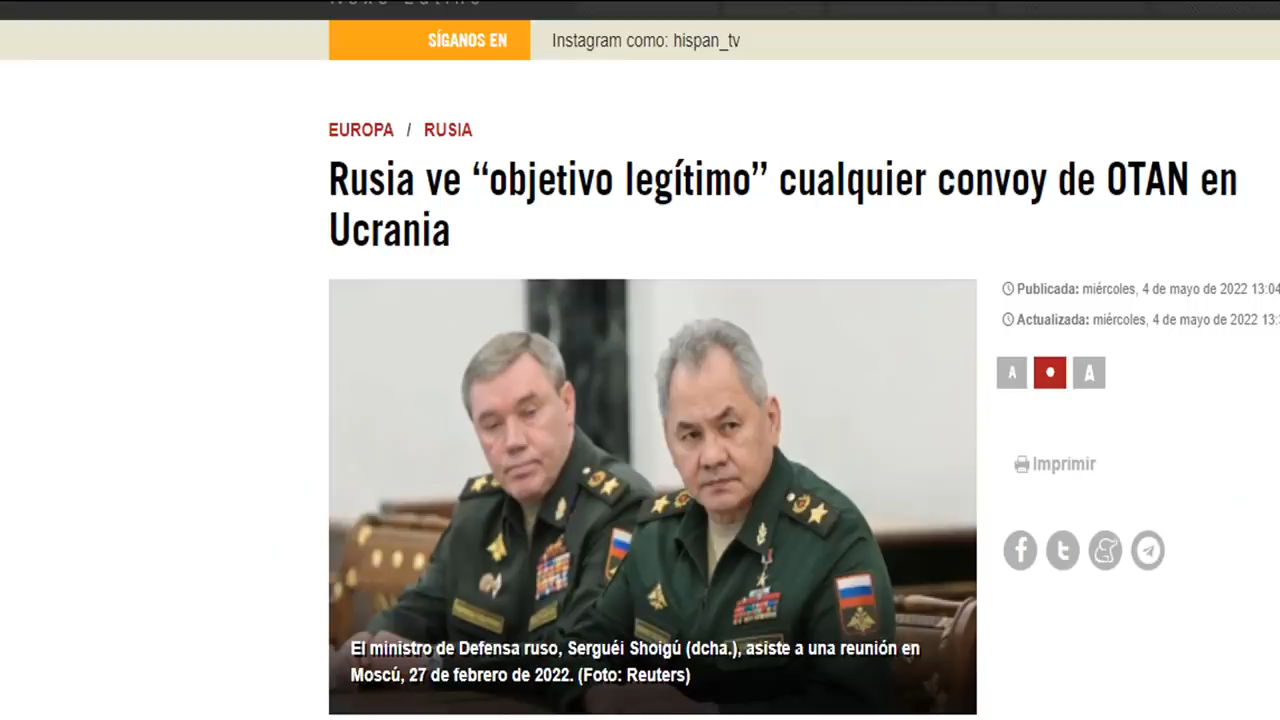 SÍGANOS EN
Instagram como: hispan_tv
EUROPA / RUSIA
Rusia ve “objetivo legítimo” cualquier convoy de OTAN en
Ucrania
Publicada: miércoles, 4 de mayo de 2022 13:04
Actualizada: miércoles, 4 de mayo de 2022 13:
A
A
Imprimir
El ministro de Defensa ruso, Serguéi Shoigú (dcha.), asiste a una reunión en
Moscú, 27 de febrero de 2022. (Foto: Reuters)